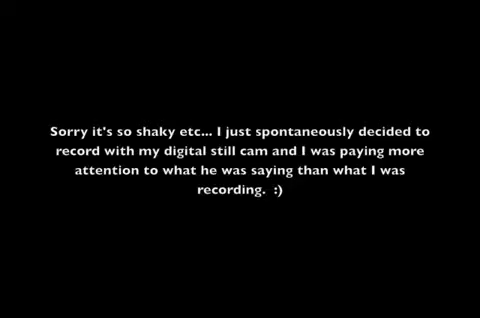 Sorry it's so shaky etc... I just spontaneously decided to
record with my digital still cam and I was paying more
attention to what he was saying than what I was
recording.  :)